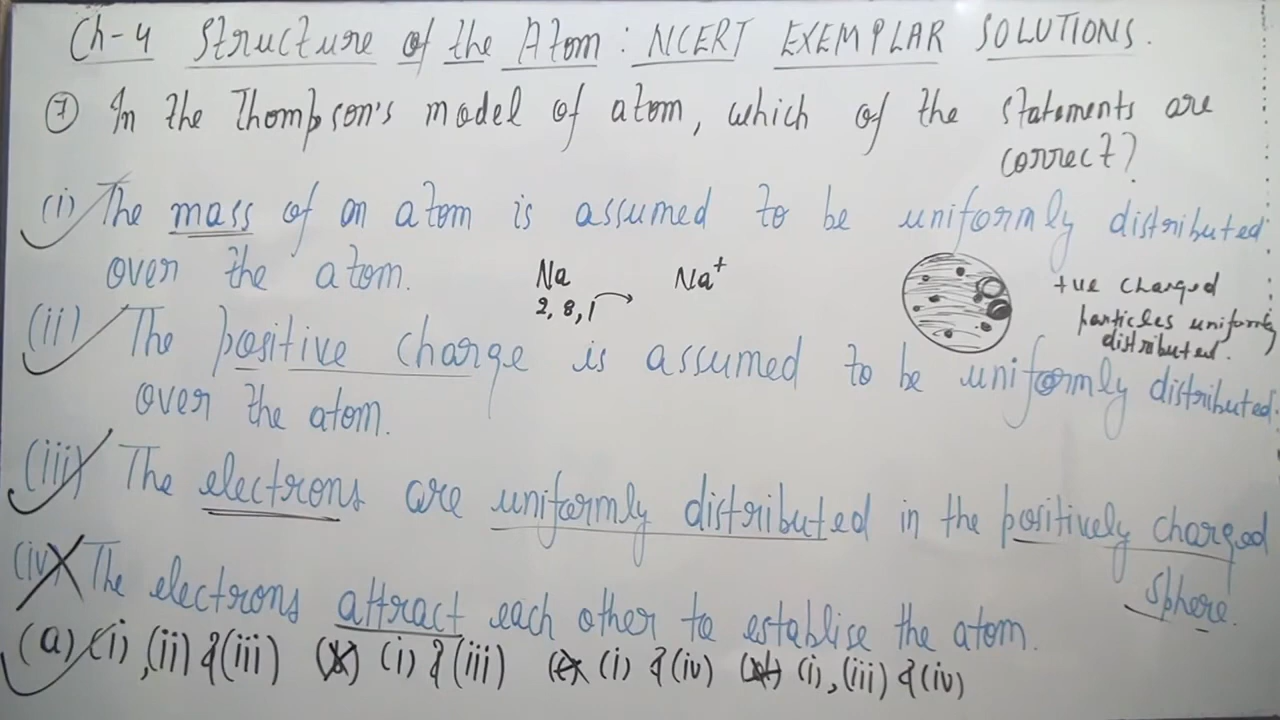 Ch-4 Structure of the Atom : NCERT EXEMPLAR SOLUTIONS.
⑦ In the Thompson's model of atom, which of the statements are
correct?
(i) The mass of an atom is assumed to be uniformly distributed
over the atom.
Na Na⁺
2, 8, 1
+ve charged
particles uniformly
distributed.
(ii) The positive charge is assumed to be uniformly distributed
over the atom.
(iii) The electrons are uniformly distributed in the positively charged
sphere.
(iv) The electrons attract each other to establise the atom.
(a) (i), (ii) & (iii) (b) (i) & (iii) (c) (i) & (iv) (d) (i), (iii) & (iv)